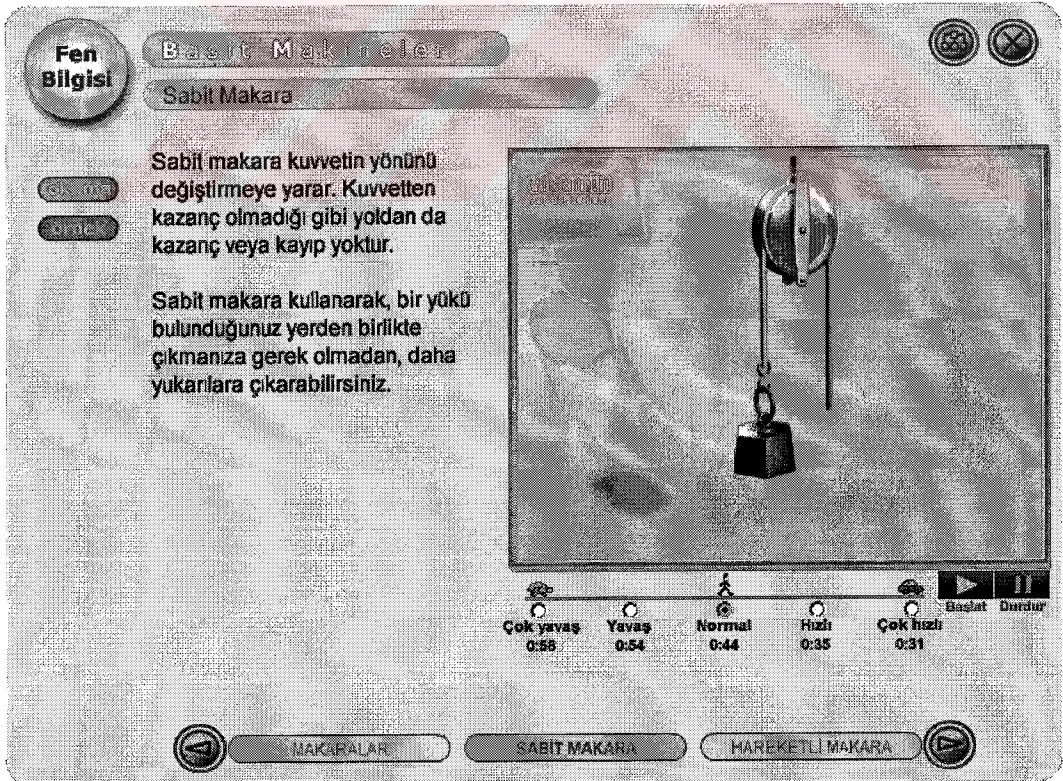 Fen
Bilgisi
Basit Makineler
Sabit Makara
Sabit makara kuvvetin yönünü
değiştirmeye yarar. Kuvvetten
kazanç olmadığı gibi yoldan da
kazanç veya kayıp yoktur.
Sabit makara kullanarak, bir yükü
bulunduğunuz yerden birlikte
çıkmanıza gerek olmadan, daha
yukarılara çıkarabilirsiniz.
Başlat Durdur
Çok yavaş Yavaş Normal Hızlı Çok hızlı
0:58 0:54 0:44 0:35 0:31
MAKARALAR SABİT MAKARA HAREKETLİ MAKARA